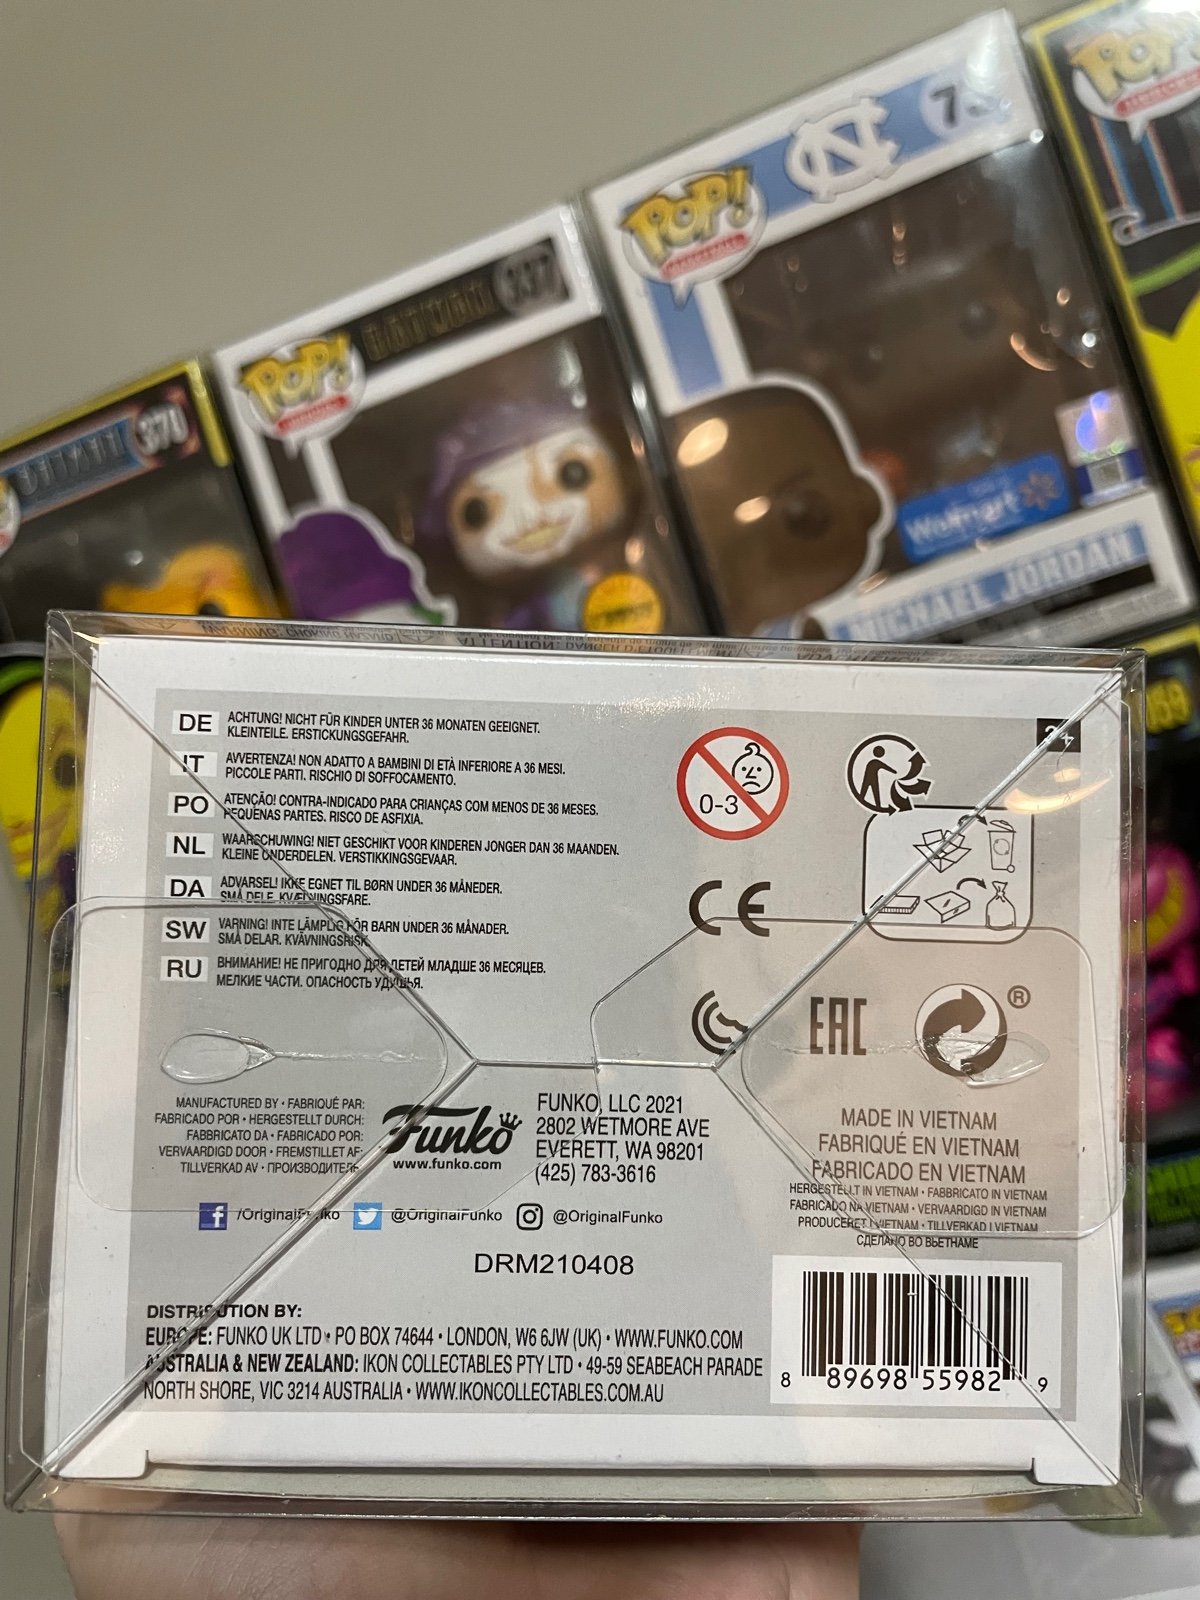 POP!
NC
POP!
BATMAN
337
POP!
370
Walmart
MICHAEL JORDAN
59
DE ACHTUNG! NICHT FÜR KINDER UNTER 36 MONATEN GEEIGNET.
KLEINTEILE. ERSTICKUNGSGEFAHR.
IT AVVERTENZA! NON ADATTO A BAMBINI DI ETÀ INFERIORE A 36 MESI.
PICCOLE PARTI. RISCHIO DI SOFFOCAMENTO.
PO ATENÇÃO! CONTRA-INDICADO PARA CRIANÇAS COM MENOS DE 36 MESES.
PEQUENAS PARTES. RISCO DE ASFIXIA.
NL WAARSCHUWING! NIET GESCHIKT VOOR KINDEREN JONGER DAN 36 MAANDEN.
KLEINE ONDERDELEN. VERSTIKKINGSGEVAAR.
DA ADVARSEL! IKKE EGNET TIL BØRN UNDER 36 MÅNEDER.
SMÅ DELE. KVÆLNINGSFARE.
SW VARNING! INTE LÄMPLIG FÖR BARN UNDER 36 MÅNADER.
SMÅ DELAR. KVÄVNINGSRISK.
RU ВНИМАНИЕ! НЕ ПРИГОДНО ДЛЯ ДЕТЕЙ МЛАДШЕ 36 МЕСЯЦЕВ.
МЕЛКИЕ ЧАСТИ. ОПАСНОСТЬ УДУШЬЯ.
0-3
CE
EAC
®
MANUFACTURED BY • FABRIQUÉ PAR:
FABRICADO POR • HERGESTELLT DURCH:
FABBRICATO DA • FABRICADO POR:
VERVAARDIGD DOOR • FREMSTILLET AF:
TILLVERKAD AV • ПРОИЗВОДИТЕЛЬ
Funko
www.funko.com
FUNKO, LLC 2021
2802 WETMORE AVE
EVERETT, WA 98201
(425) 783-3616
/OriginalFunko @OriginalFunko @OriginalFunko
DRM210408
MADE IN VIETNAM
FABRIQUÉ EN VIETNAM
FABRICADO EN VIETNAM
HERGESTELLT IN VIETNAM • FABBRICATO IN VIETNAM
FABRICADO NA VIETNAM • VERVAARDIGD IN VIETNAM
PRODUCERET I VIETNAM • TILLVERKAD I VIETNAM
СДЕЛАНО ВО ВЬЕТНАМЕ
DISTRIBUTION BY:
EUROPE: FUNKO UK LTD • PO BOX 74644 • LONDON, W6 6JW (UK) • WWW.FUNKO.COM
AUSTRALIA & NEW ZEALAND: IKON COLLECTABLES PTY LTD • 49-59 SEABEACH PARADE
NORTH SHORE, VIC 3214 AUSTRALIA • WWW.IKONCOLLECTABLES.COM.AU
8 89698 55982 9